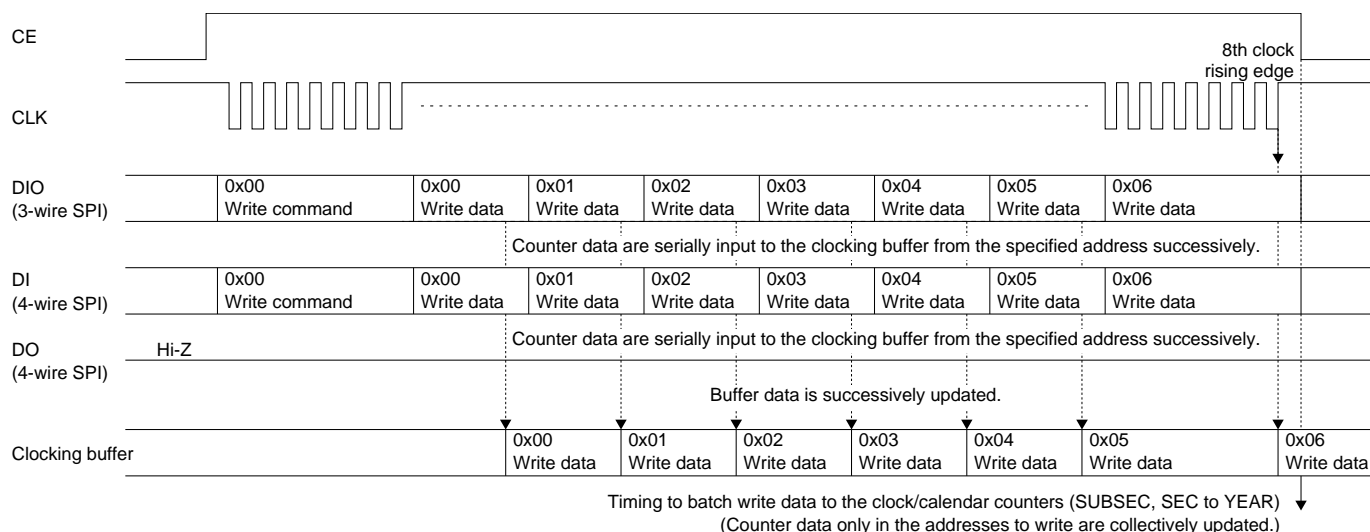 CE
8th clock
rising edge
CLK
DIO
(3-wire SPI)
0x00
Write command
0x00
Write data
0x01
Write data
0x02
Write data
0x03
Write data
0x04
Write data
0x05
Write data
0x06
Write data
Counter data are serially input to the clocking buffer from the specified address successively.
DI
(4-wire SPI)
0x00
Write command
0x00
Write data
0x01
Write data
0x02
Write data
0x03
Write data
0x04
Write data
0x05
Write data
0x06
Write data
Counter data are serially input to the clocking buffer from the specified address successively.
DO
(4-wire SPI)
Hi-Z
Buffer data is successively updated.
Clocking buffer
0x00
Write data
0x01
Write data
0x02
Write data
0x03
Write data
0x04
Write data
0x05
Write data
0x06
Write data
Timing to batch write data to the clock/calendar counters (SUBSEC, SEC to YEAR)
(Counter data only in the addresses to write are collectively updated.)